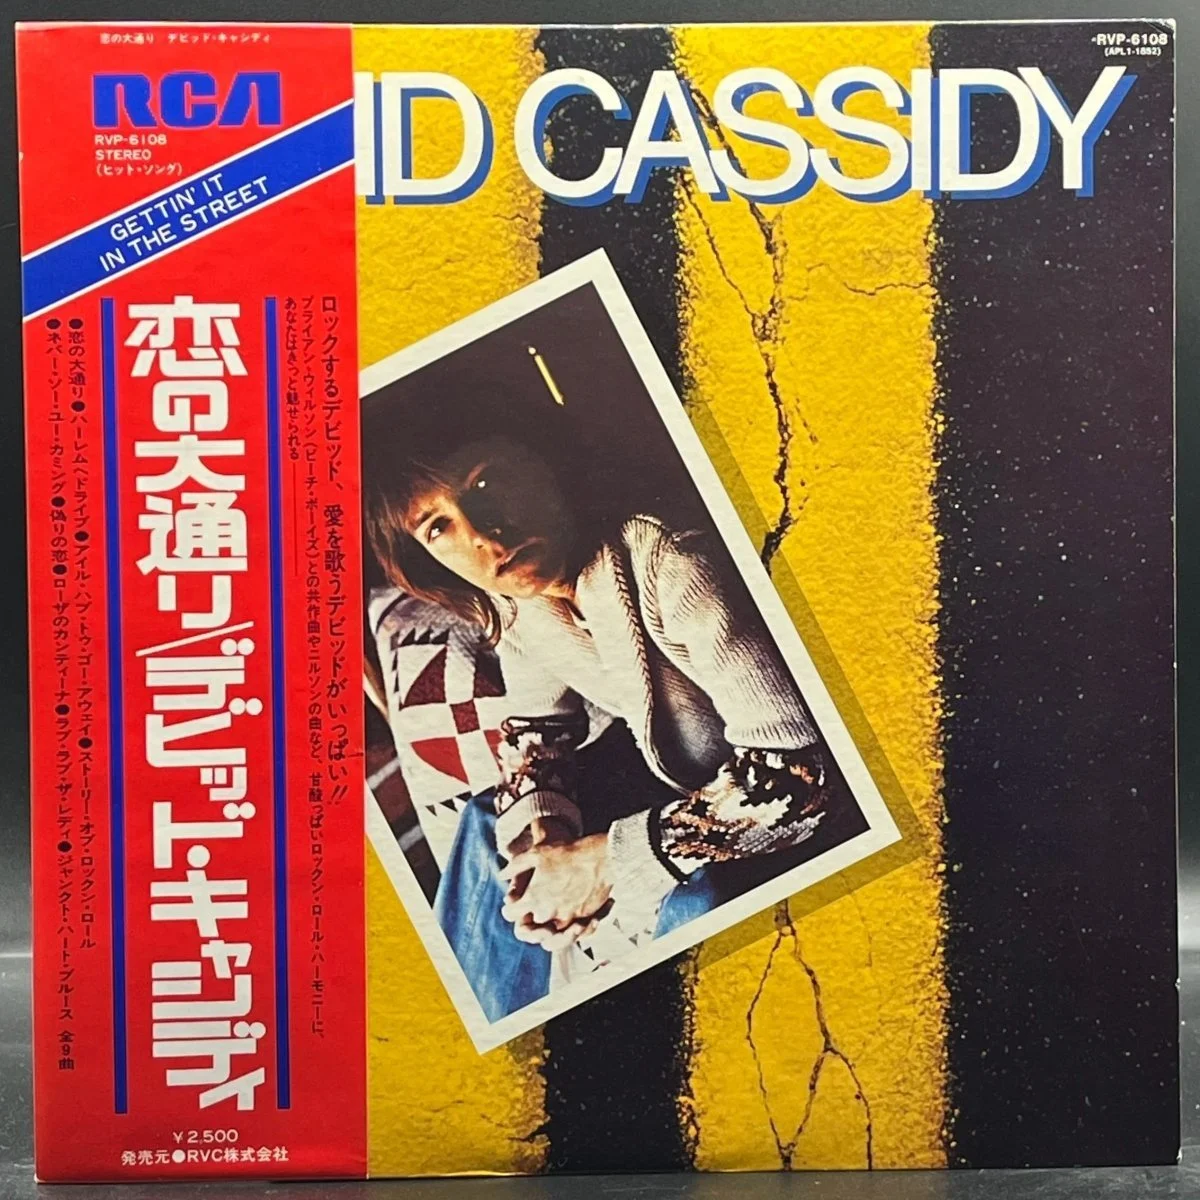 恋の大通り デビッド・キャシディ
RCA
RVP-6108
STEREO
(ヒット・ソング)
GETTIN' IT
IN THE STREET
恋の大通り/デビッド・キャシディ
ロックするデビッド、愛を歌うデビッドがいっぱい!!
ブライアン・ウィルソン(ビーチ・ボーイズ)との共作曲やニルソンの曲など、甘酸っぱいロックン・ロール・ハーモニーに、
あなたはきっと魅せられる——
●恋の大通り●ハーレムへドライブ●アイル・ハブ・トゥ・ゴー・アウェイ●ストーリー・オブ・ロックン・ロール
●ネバー・ソー・ユー・カミング●偽りの恋●ローザのカンティーナ●ラブ・ラブ・ザ・レディ●ジャンクト・ハート・ブルース 全9曲
¥2,500
発売元●RVC株式会社
ID CASSIDY
RVP-6108
(APL1-1852)